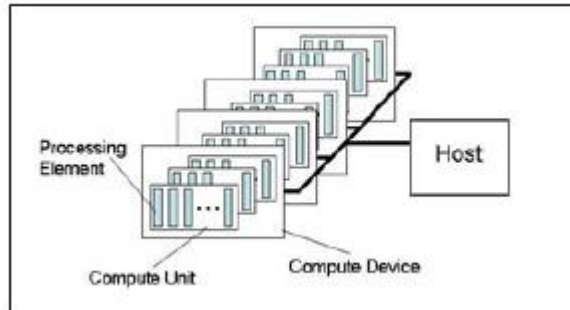 Processing
Element
Host
Compute Unit
Compute Device